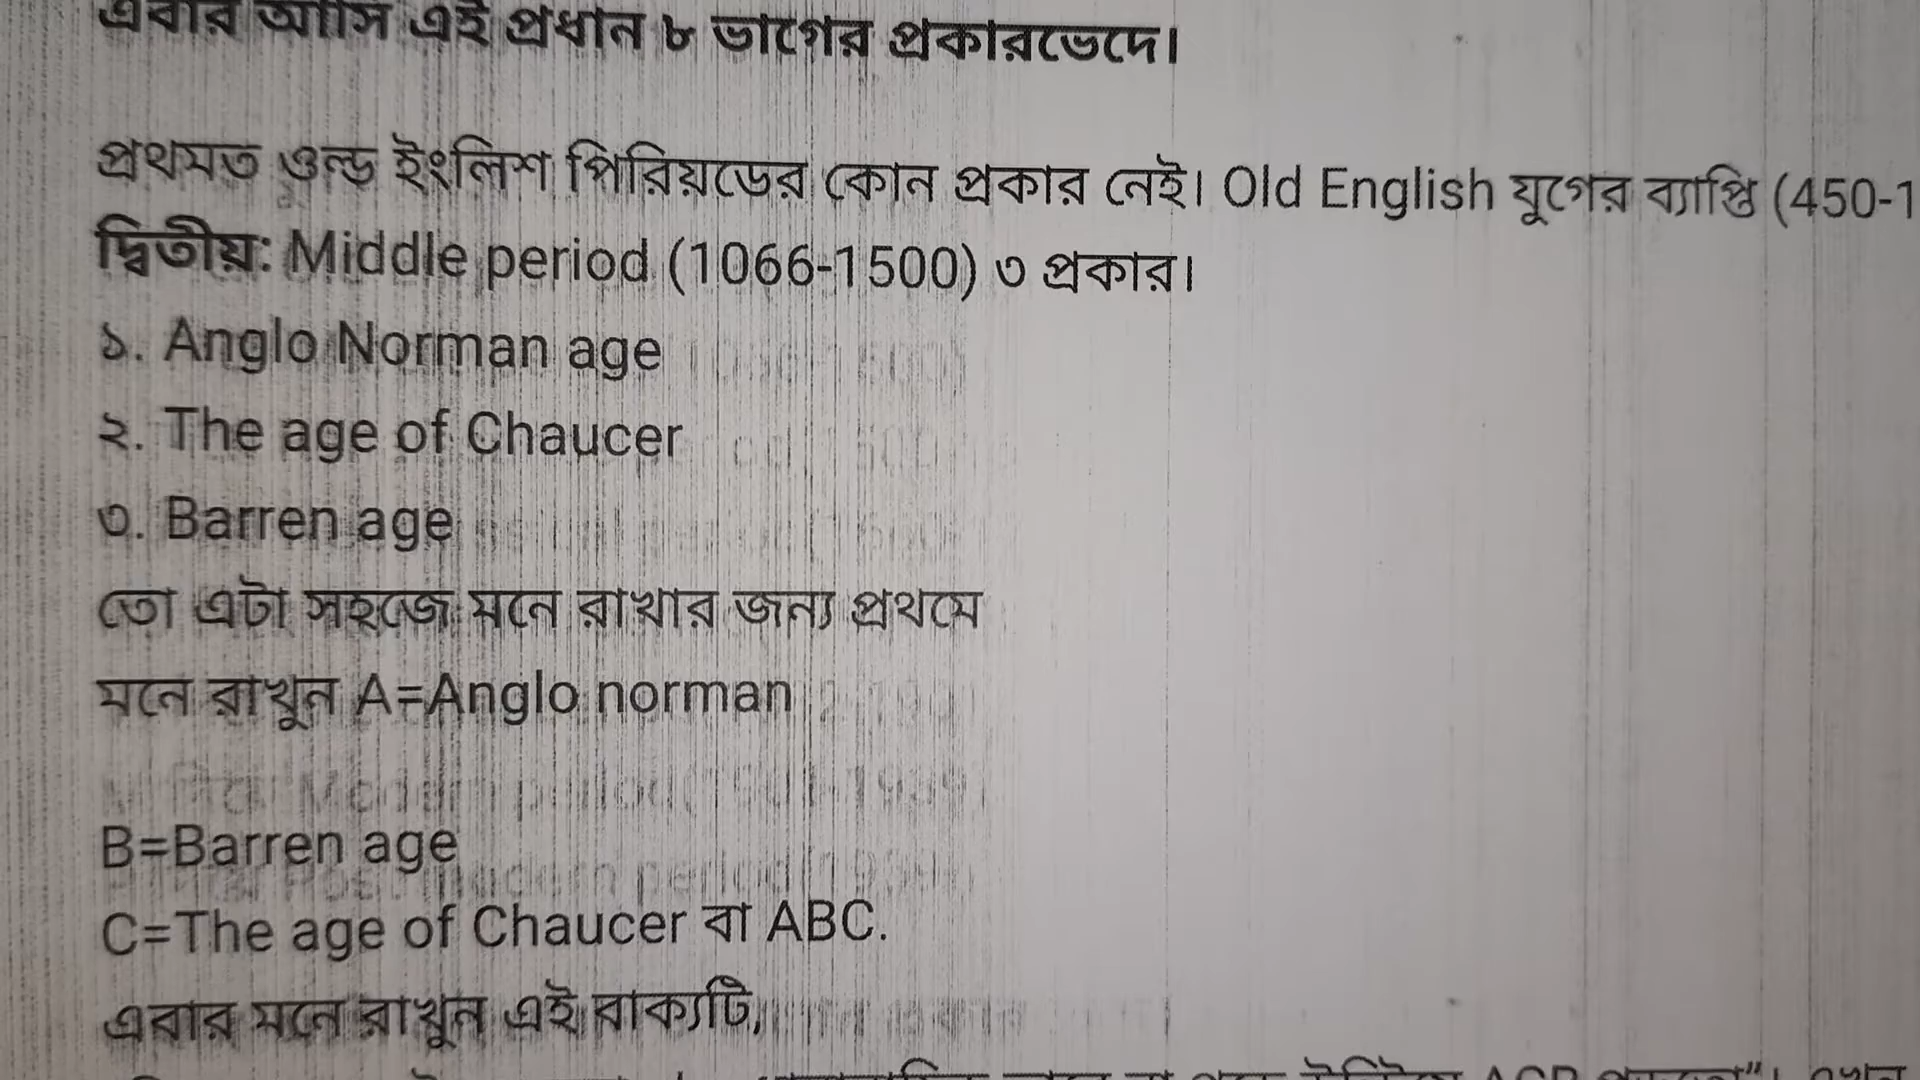 এবার আসি এই প্রধান ৮ ভাগের প্রকারভেদে।
প্রথমত ওল্ড ইংলিশ পিরিয়ডের কোন প্রকার নেই। Old English যুগের ব্যাপ্তি (450-1
দ্বিতীয়: Middle period (1066-1500) ৩ প্রকার।
১. Anglo Norman age
২. The age of Chaucer
৩. Barren age
তো এটা সহজে মনে রাখার জন্য প্রথমে
মনে রাখুন A=Anglo norman
B=Barren age
C=The age of Chaucer বা ABC.
এবার মনে রাখুন এই বাক্যটি,